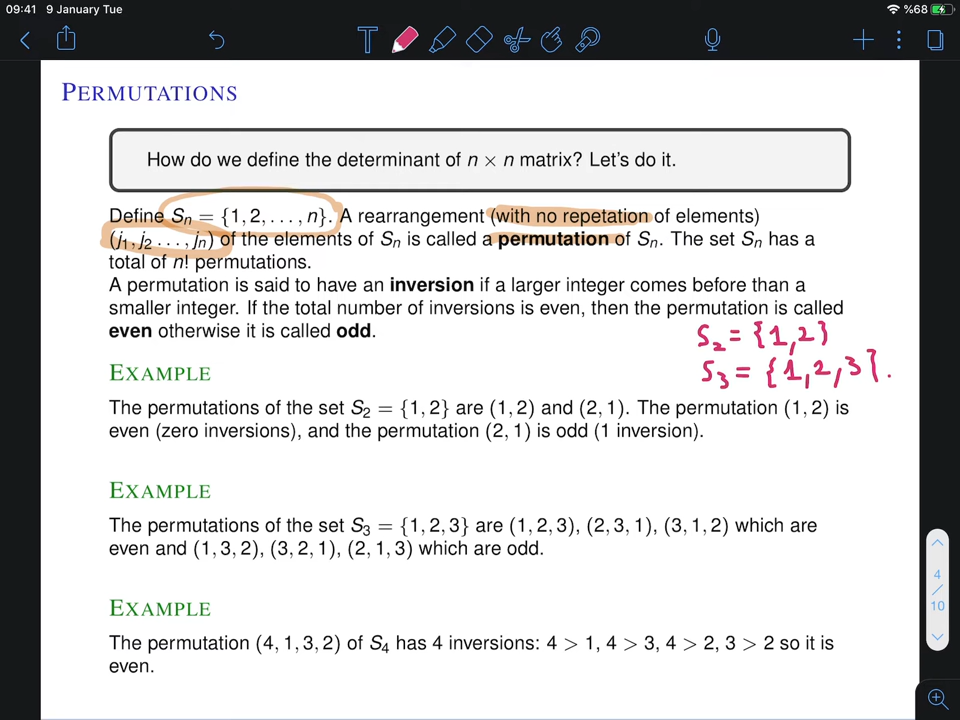 09:41 9 January Tue %68
PERMUTATIONS
How do we define the determinant of n × n matrix? Let's do it.
Define Sₙ = {1, 2, . . . , n}. A rearrangement (with no repetation of elements)
(j₁, j₂ . . . , jₙ) of the elements of Sₙ is called a permutation of Sₙ. The set Sₙ has a
total of n! permutations.
A permutation is said to have an inversion if a larger integer comes before than a
smaller integer. If the total number of inversions is even, then the permutation is called
even otherwise it is called odd.
S₂ = {1, 2}
S₃ = {1, 2, 3}.
EXAMPLE
The permutations of the set S₂ = {1, 2} are (1, 2) and (2, 1). The permutation (1, 2) is
even (zero inversions), and the permutation (2, 1) is odd (1 inversion).
EXAMPLE
The permutations of the set S₃ = {1, 2, 3} are (1, 2, 3), (2, 3, 1), (3, 1, 2) which are
even and (1, 3, 2), (3, 2, 1), (2, 1, 3) which are odd.
4
/
10
EXAMPLE
The permutation (4, 1, 3, 2) of S₄ has 4 inversions: 4 > 1, 4 > 3, 4 > 2, 3 > 2 so it is
even.